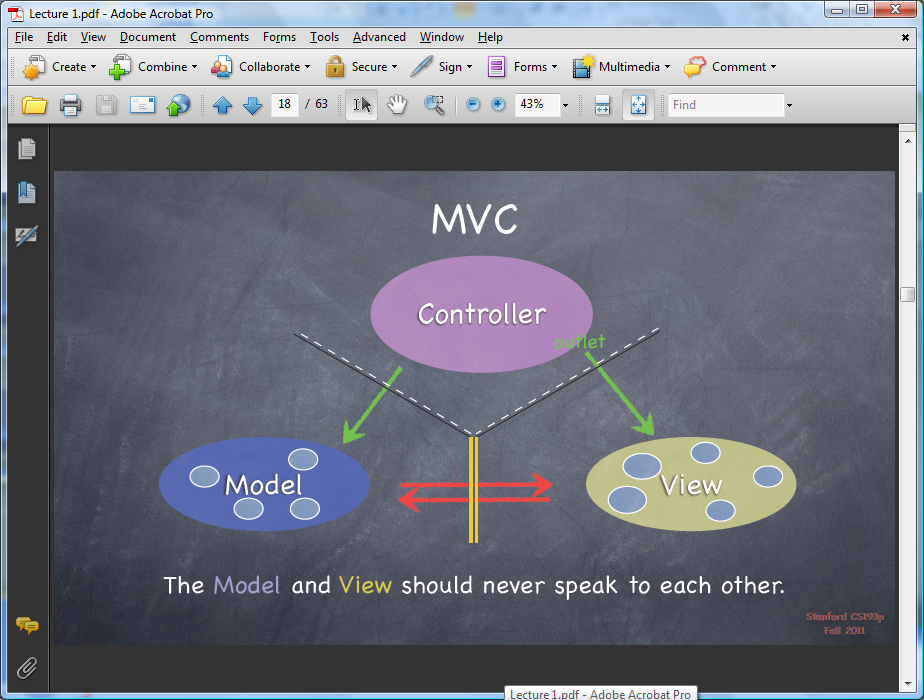 Lecture 1.pdf - Adobe Acrobat Pro
File Edit View Document Comments Forms Tools Advanced Window Help
Create Combine Collaborate Secure Sign Forms Multimedia Comment
18 / 63 43% Find
MVC
Controller
outlet
Model
View
The Model and View should never speak to each other.
Stanford CS193p
Fall 2011
Lecture 1.pdf - Adobe Acrobat Pro